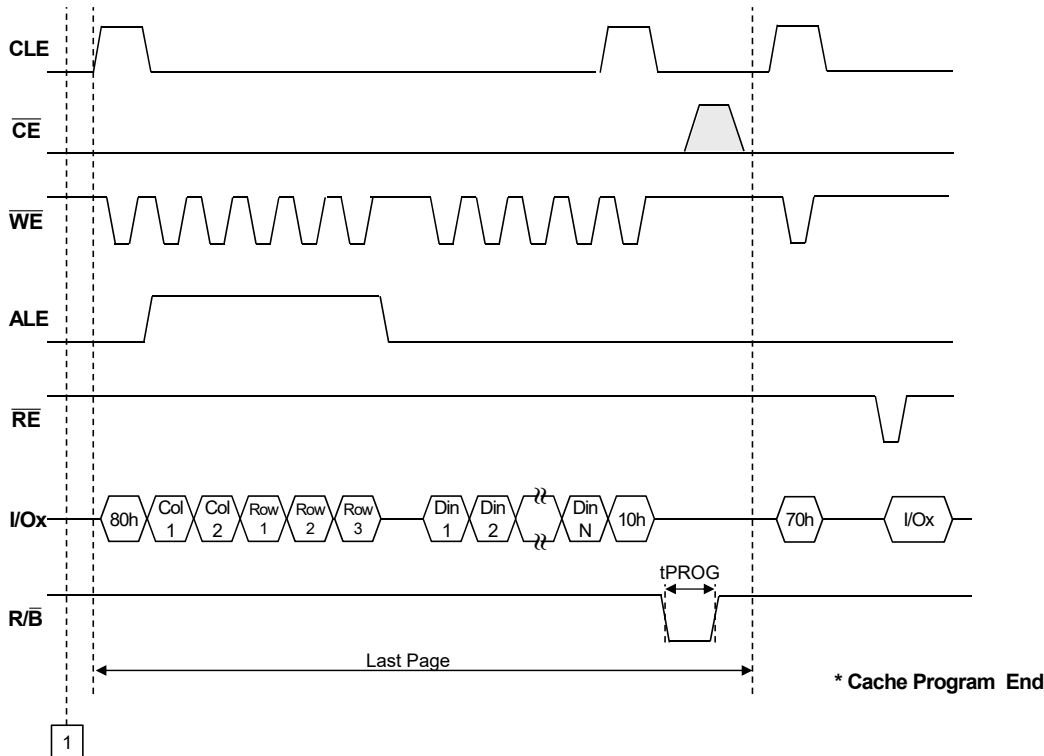 CLE
CE
WE
ALE
RE
I/Ox
80h
Col
1
Col
2
Row
1
Row
2
Row
3
Din
1
Din
2
Din
N
10h
70h
I/Ox
tPROG
R/B
Last Page
* Cache Program End
1